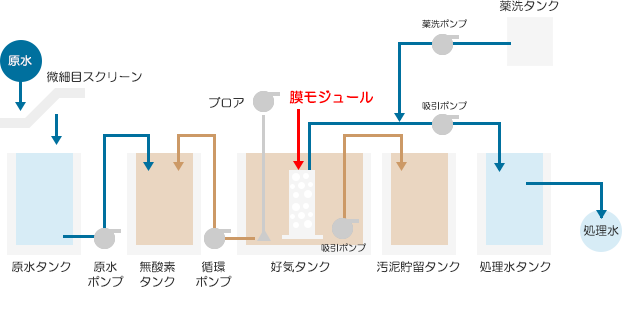 薬洗タンク
薬洗ポンプ
原水
微細目スクリーン
ブロア
膜モジュール
吸引ポンプ
処理水
吸引ポンプ
原水タンク
原水
ポンプ
無酸素
タンク
循環
ポンプ
好気タンク
汚泥貯留タンク
処理水タンク